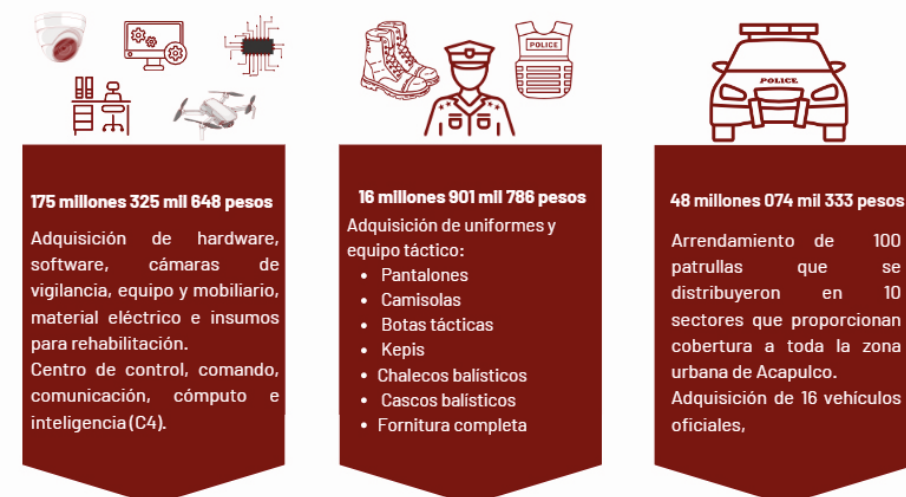 POLICE
POLICE
175 millones 325 mil 648 pesos
Adquisición de hardware,
software, cámaras de
vigilancia, equipo y mobiliario,
material eléctrico e insumos
para rehabilitación.
Centro de control, comando,
comunicación, cómputo e
inteligencia (C4).
16 millones 901 mil 786 pesos
Adquisición de uniformes y
equipo táctico:
• Pantalones
• Camisolas
• Botas tácticas
• Kepis
• Chalecos balísticos
• Cascos balísticos
• Fornitura completa
48 millones 074 mil 333 pesos
Arrendamiento de 100
patrullas que se
distribuyeron en 10
sectores que proporcionan
cobertura a toda la zona
urbana de Acapulco.
Adquisición de 16 vehículos
oficiales,